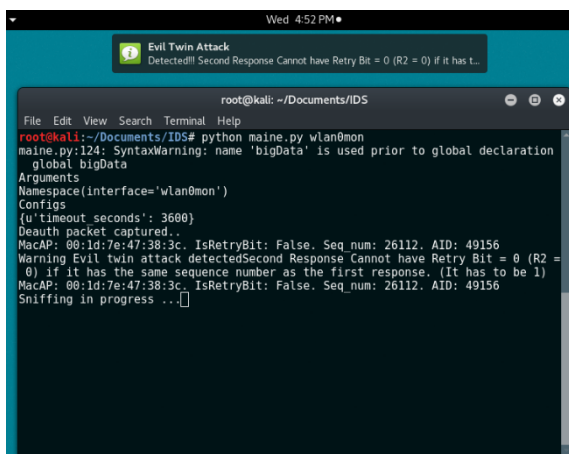 Wed 4:52 PM●
Evil Twin Attack
Detected!!! Second Response Cannot have Retry Bit = 0 (R2 = 0) if it has t...
root@kali: ~/Documents/IDS
File Edit View Search Terminal Help
root@kali:~/Documents/IDS# python maine.py wlan0mon
maine.py:124: SyntaxWarning: name 'bigData' is used prior to global declaration
global bigData
Arguments
Namespace(interface='wlan0mon')
Configs
{u'timeout_seconds': 3600}
Deauth packet captured..
MacAP: 00:1d:7e:47:38:3c. IsRetryBit: False. Seq_num: 26112. AID: 49156
Warning Evil twin attack detectedSecond Response Cannot have Retry Bit = 0 (R2 =
0) if it has the same sequence number as the first response. (It has to be 1)
MacAP: 00:1d:7e:47:38:3c. IsRetryBit: False. Seq_num: 26112. AID: 49156
Sniffing in progress ...